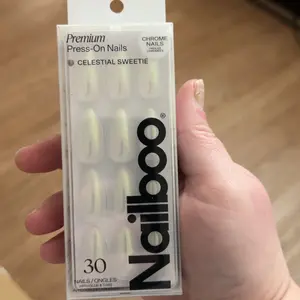 Premium
Press-On Nails
CELESTIAL SWEETIE
CHROME
NAILS
Nailboo®
30
NAILS/ONGLES